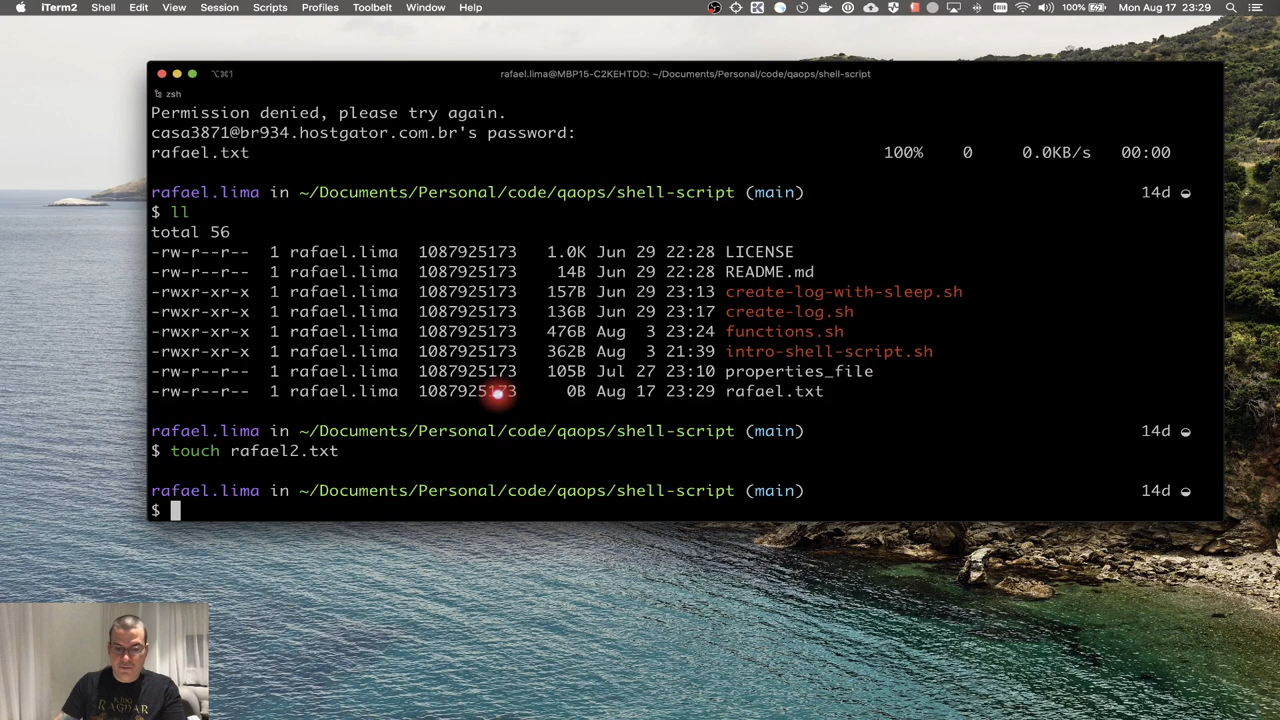 iTerm2 Shell Edit View Session Scripts Profiles Toolbelt Window Help 100% Mon Aug 17 23:29
⌥⌘1 rafael.lima@MBP15-C2KEHTDD: ~/Documents/Personal/code/qaops/shell-script
zsh
Permission denied, please try again.
casa3871@br934.hostgator.com.br's password:
rafael.txt 100% 0 0.0KB/s 00:00
rafael.lima in ~/Documents/Personal/code/qaops/shell-script (main) 14d
$ ll
total 56
-rw-r--r-- 1 rafael.lima 1087925173 1.0K Jun 29 22:28 LICENSE
-rw-r--r-- 1 rafael.lima 1087925173 14B Jun 29 22:28 README.md
-rwxr-xr-x 1 rafael.lima 1087925173 157B Jun 29 23:13 create-log-with-sleep.sh
-rwxr-xr-x 1 rafael.lima 1087925173 136B Jun 29 23:17 create-log.sh
-rwxr-xr-x 1 rafael.lima 1087925173 476B Aug 3 23:24 functions.sh
-rwxr-xr-x 1 rafael.lima 1087925173 362B Aug 3 21:39 intro-shell-script.sh
-rw-r--r-- 1 rafael.lima 1087925173 105B Jul 27 23:10 properties_file
-rw-r--r-- 1 rafael.lima 1087925173 0B Aug 17 23:29 rafael.txt
rafael.lima in ~/Documents/Personal/code/qaops/shell-script (main) 14d
$ touch rafael2.txt
rafael.lima in ~/Documents/Personal/code/qaops/shell-script (main) 14d
$
KING
RAGNAR